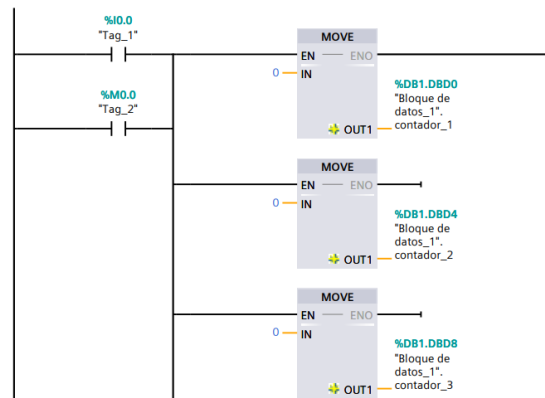 %I0.0
"Tag_1"
MOVE
EN ENO
0 IN
%DB1.DBD0
"Bloque de
datos_1".
contador_1
OUT1
%M0.0
"Tag_2"
MOVE
EN ENO
0 IN
%DB1.DBD4
"Bloque de
datos_1".
contador_2
OUT1
MOVE
EN ENO
0 IN
%DB1.DBD8
"Bloque de
datos_1".
contador_3
OUT1